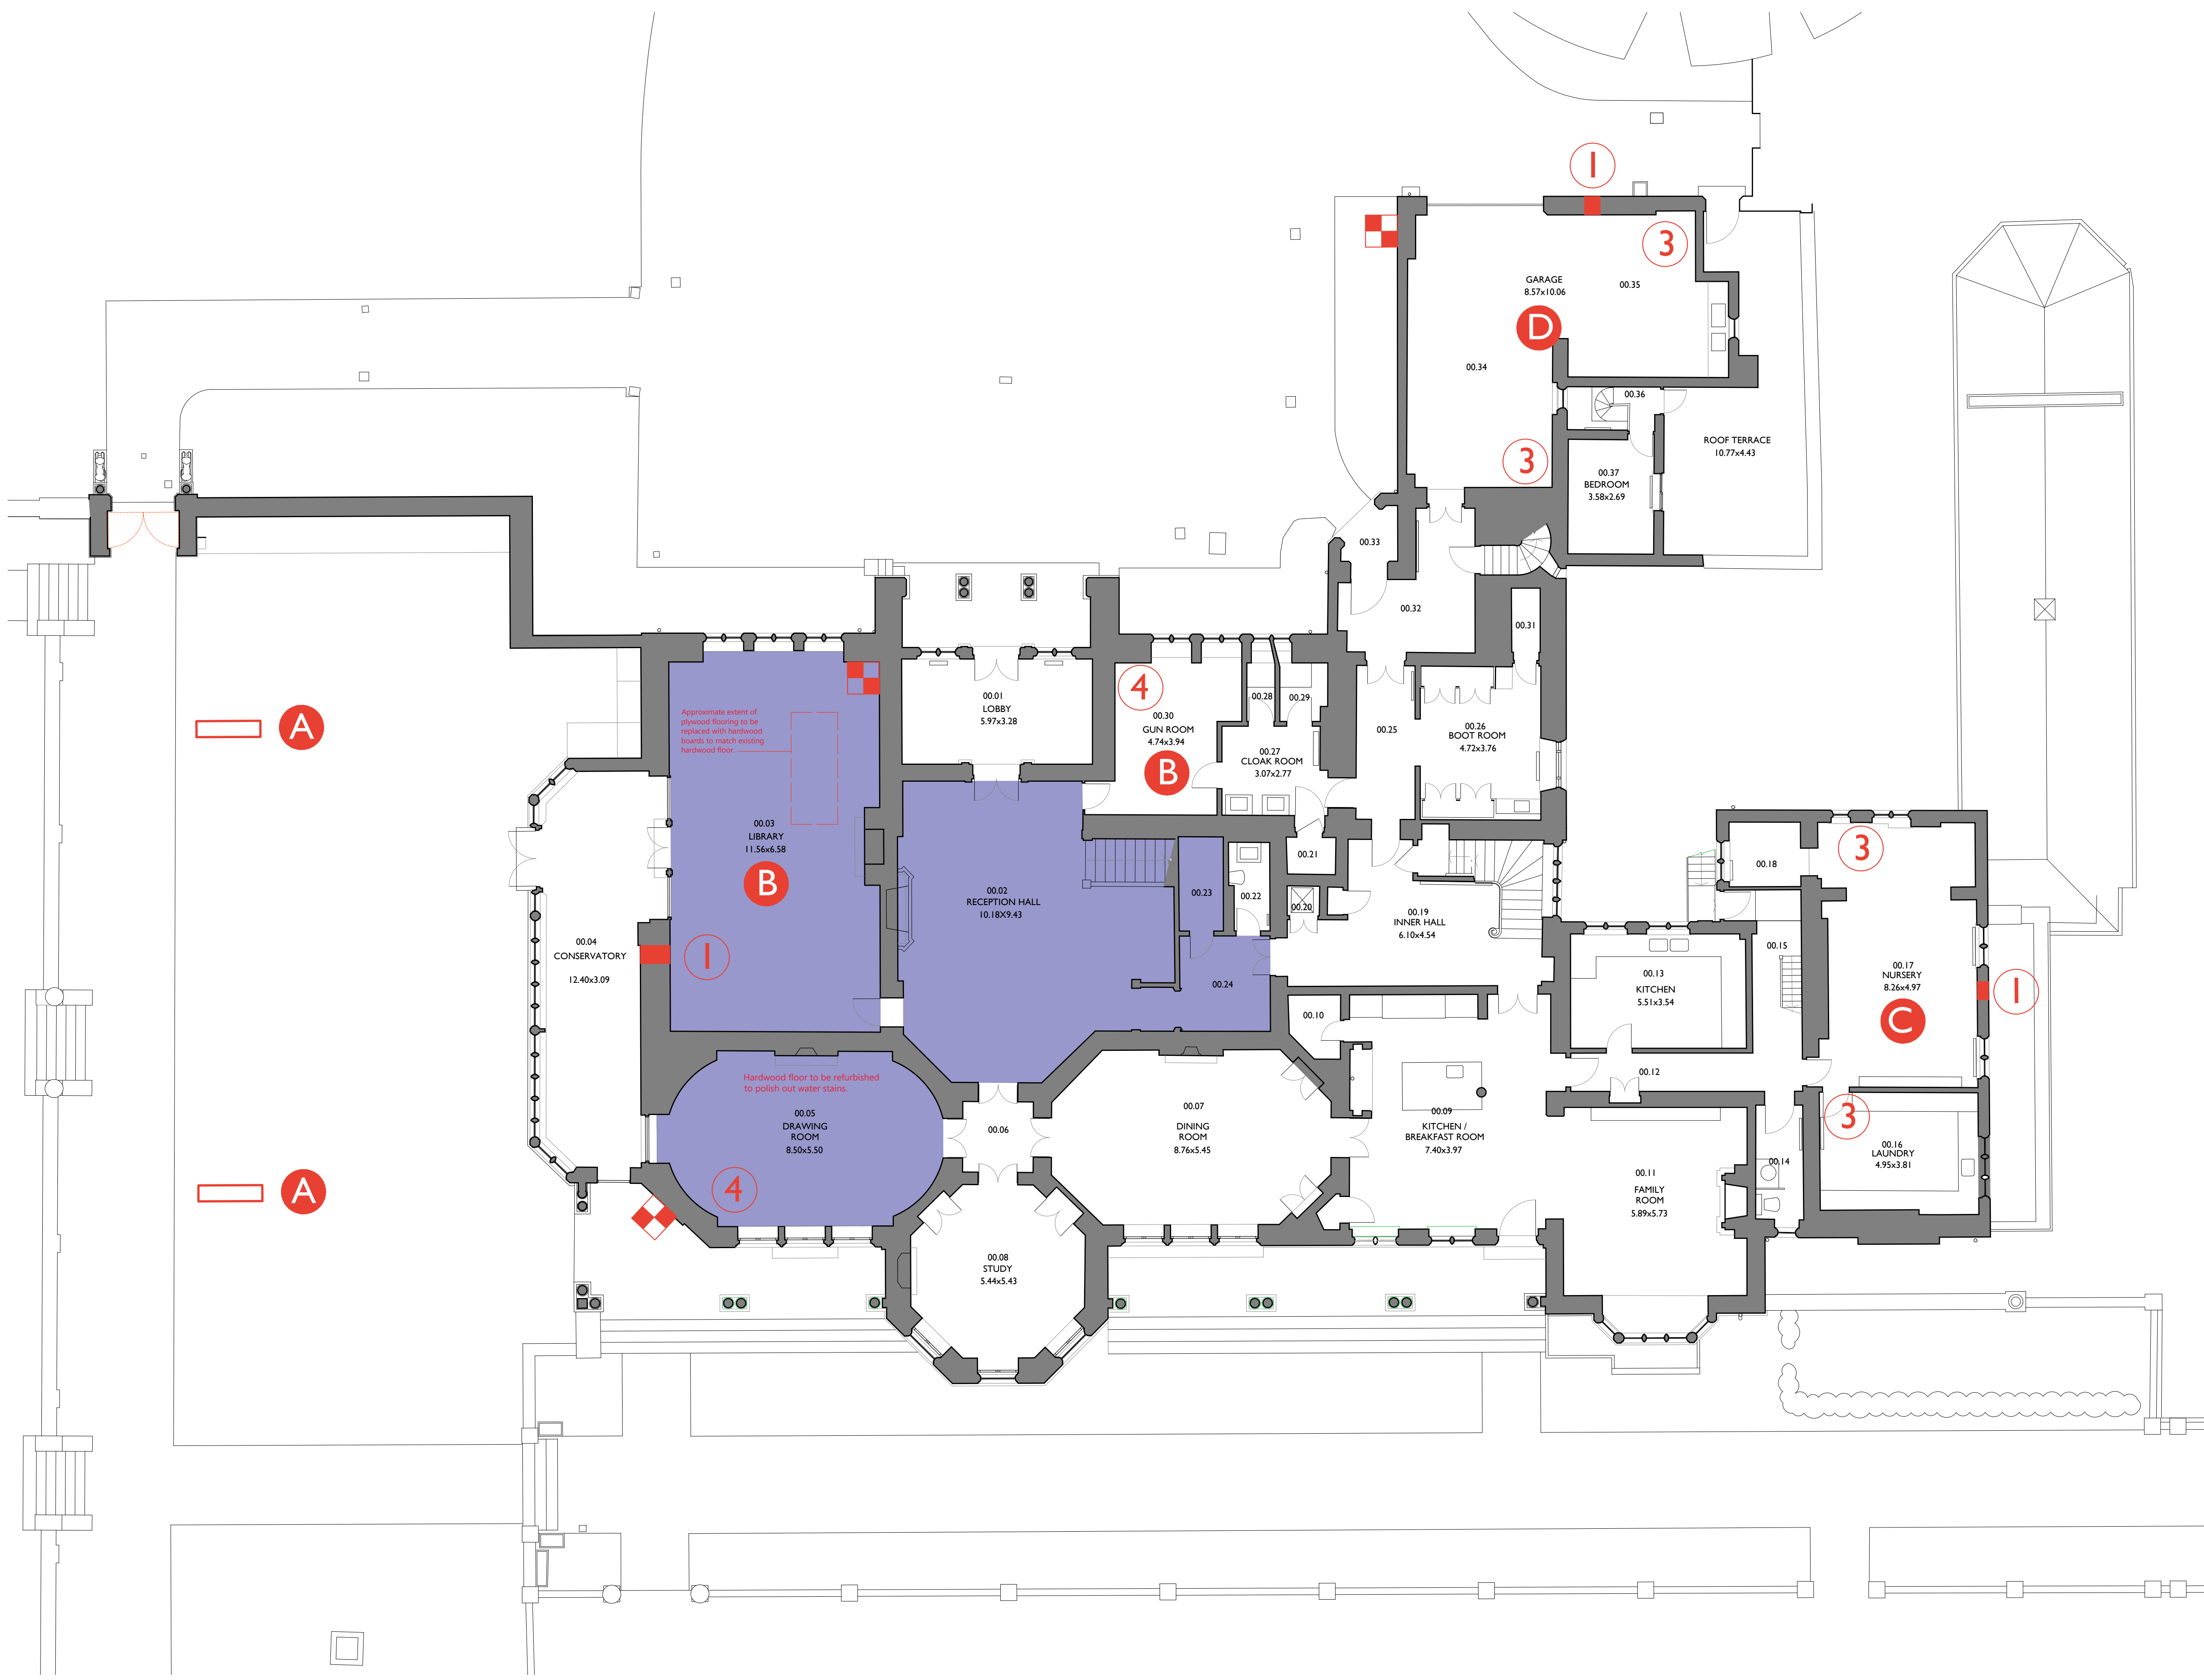 1
3
GARAGE
8.57x10.06
00.35
D
00.34
00.36
ROOF TERRACE
10.77x4.43
3
00.37
BEDROOM
3.58x2.69
00.33
00.32
00.31
A
Approximate extent of
plywood flooring to be
replaced with hardwood
boards to match existing
hardwood floor.
00.01
LOBBY
5.97x3.28
4
00.30
GUN ROOM
4.74x3.94
B
00.28
00.29
00.27
CLOAK ROOM
3.07x2.77
00.25
00.26
BOOT ROOM
4.72x3.76
00.03
LIBRARY
11.56x6.58
B
1
00.02
RECEPTION HALL
10.18X9.43
00.23
00.22
00.21
00.20
00.24
00.19
INNER HALL
6.10x4.54
00.18
3
00.04
CONSERVATORY
12.40x3.09
00.13
KITCHEN
5.51x3.54
00.15
00.17
NURSERY
8.26x4.97
C
1
00.10
00.12
Hardwood floor to be refurbished
to polish out water stains.
00.05
DRAWING
ROOM
8.50x5.50
4
A
00.06
00.07
DINING
ROOM
8.76x5.45
00.09
KITCHEN /
BREAKFAST ROOM
7.40x3.97
00.11
FAMILY
ROOM
5.89x5.73
00.14
3
00.16
LAUNDRY
4.95x3.81
00.08
STUDY
5.44x5.43